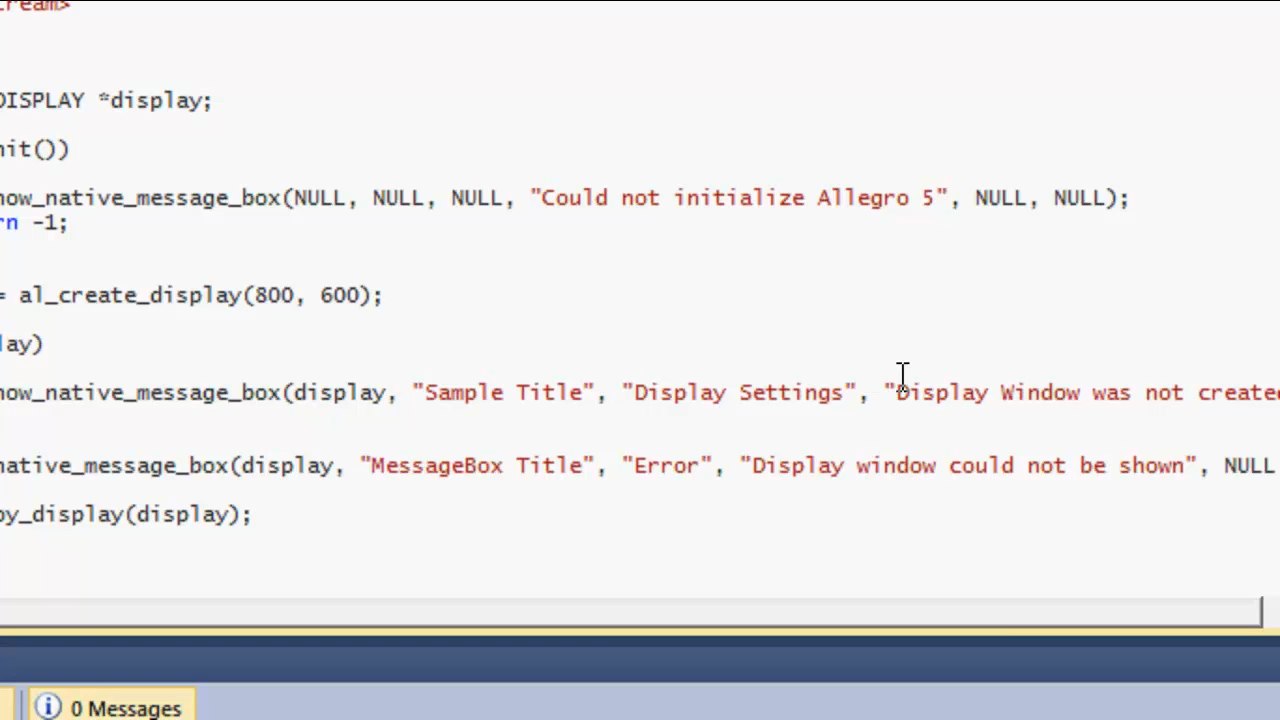 ream>
DISPLAY *display;
nit())
how_native_message_box(NULL, NULL, NULL, "Could not initialize Allegro 5", NULL, NULL);
rn -1;
= al_create_display(800, 600);
lay)
how_native_message_box(display, "Sample Title", "Display Settings", "Display Window was not created
native_message_box(display, "MessageBox Title", "Error", "Display window could not be shown", NULL
oy_display(display);
0 Messages